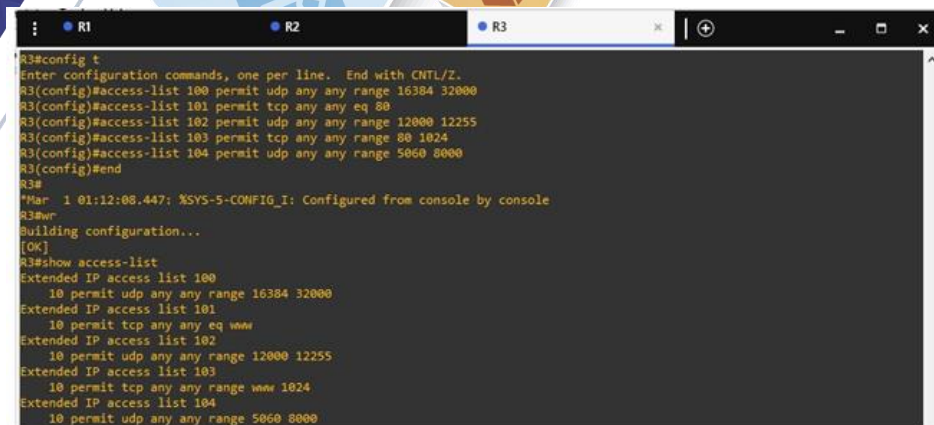 R1 R2 R3
R3#config t
Enter configuration commands, one per line. End with CNTL/Z.
R3(config)#access-list 100 permit udp any any range 16384 32000
R3(config)#access-list 101 permit tcp any any eq 80
R3(config)#access-list 102 permit udp any any range 12000 12255
R3(config)#access-list 103 permit tcp any any range 80 1024
R3(config)#access-list 104 permit udp any any range 5060 8000
R3(config)#end
R3#
*Mar 1 01:12:08.447: %SYS-5-CONFIG_I: Configured from console by console
R3#wr
Building configuration...
[OK]
R3#show access-list
Extended IP access list 100
10 permit udp any any range 16384 32000
Extended IP access list 101
10 permit tcp any any eq www
Extended IP access list 102
10 permit udp any any range 12000 12255
Extended IP access list 103
10 permit tcp any any range www 1024
Extended IP access list 104
10 permit udp any any range 5060 8000